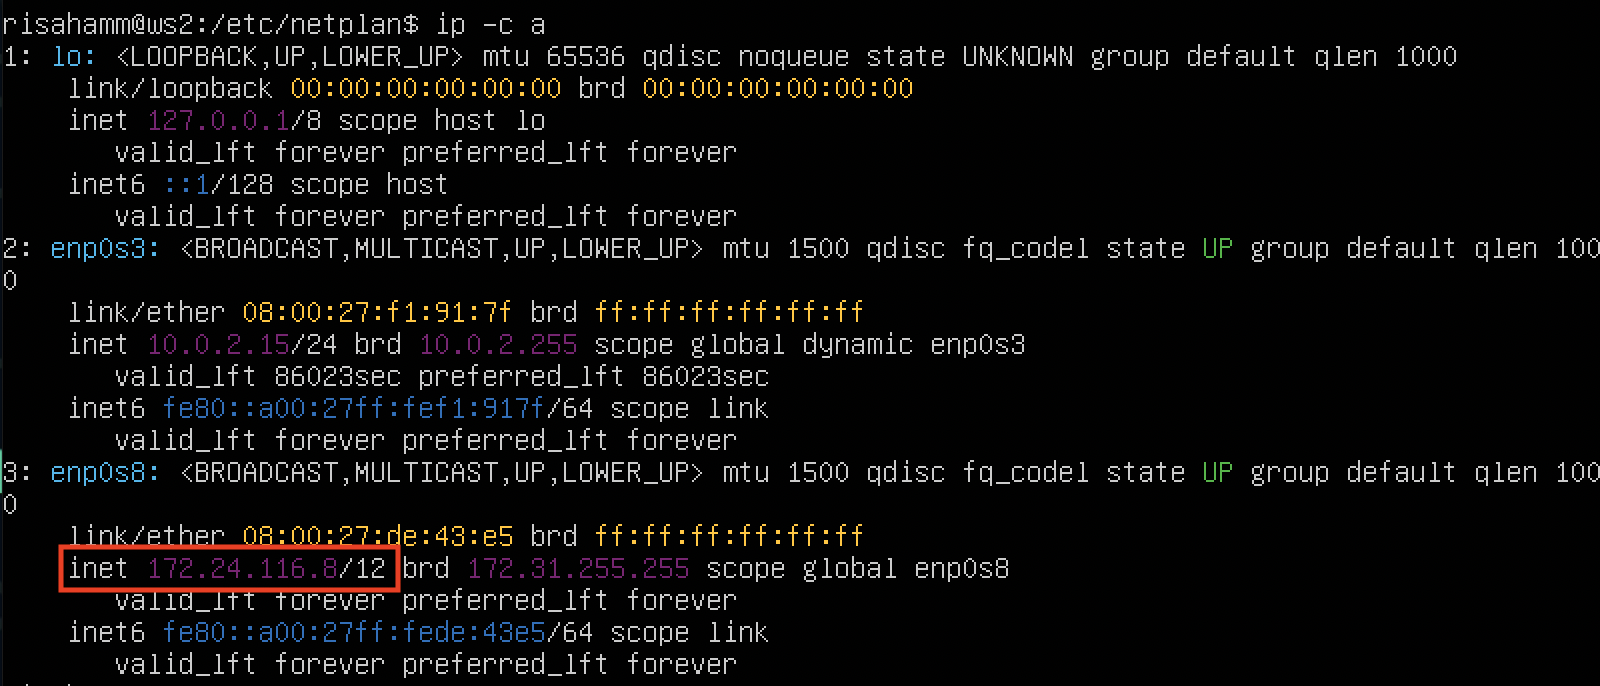 risahamm@ws2:/etc/netplan$ ip -c a
1: lo: <LOOPBACK,UP,LOWER_UP> mtu 65536 qdisc noqueue state UNKNOWN group default qlen 1000
link/loopback 00:00:00:00:00:00 brd 00:00:00:00:00:00
inet 127.0.0.1/8 scope host lo
valid_lft forever preferred_lft forever
inet6 ::1/128 scope host
valid_lft forever preferred_lft forever
2: enp0s3: <BROADCAST,MULTICAST,UP,LOWER_UP> mtu 1500 qdisc fq_codel state UP group default qlen 100
0
link/ether 08:00:27:f1:91:7f brd ff:ff:ff:ff:ff:ff
inet 10.0.2.15/24 brd 10.0.2.255 scope global dynamic enp0s3
valid_lft 86023sec preferred_lft 86023sec
inet6 fe80::a00:27ff:fef1:917f/64 scope link
valid_lft forever preferred_lft forever
3: enp0s8: <BROADCAST,MULTICAST,UP,LOWER_UP> mtu 1500 qdisc fq_codel state UP group default qlen 100
0
link/ether 08:00:27:de:43:e5 brd ff:ff:ff:ff:ff:ff
inet 172.24.116.8/12 brd 172.31.255.255 scope global enp0s8
valid_lft forever preferred_lft forever
inet6 fe80::a00:27ff:fede:43e5/64 scope link
valid_lft forever preferred_lft forever